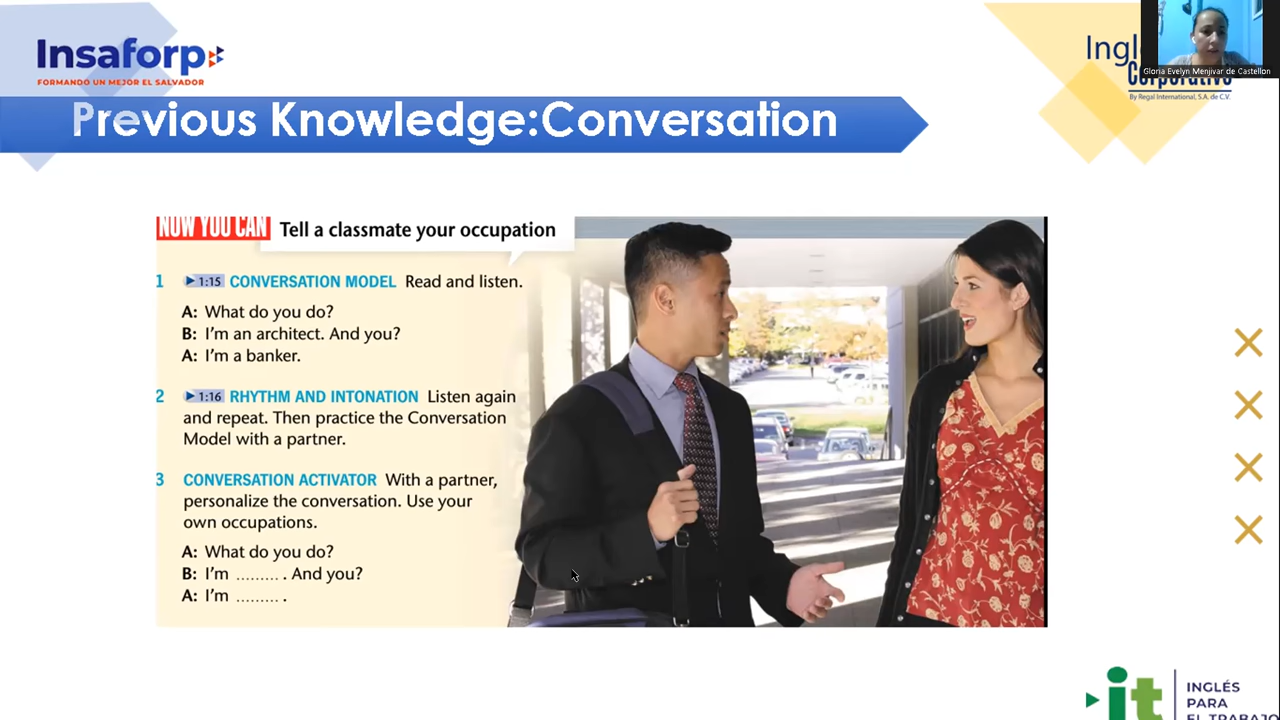 Insaforp
FORMANDO UN MEJOR EL SALVADOR
Gloria Evelyn Menjivar de Castellon
Corporativo
By Regal International, S.A. de C.V.
Previous Knowledge:Conversation
NOW YOU CAN Tell a classmate your occupation
1 1:15 CONVERSATION MODEL Read and listen.
A: What do you do?
B: I'm an architect. And you?
A: I'm a banker.
2 1:16 RHYTHM AND INTONATION Listen again
and repeat. Then practice the Conversation
Model with a partner.
3 CONVERSATION ACTIVATOR With a partner,
personalize the conversation. Use your
own occupations.
A: What do you do?
B: I'm ......... . And you?
A: I'm ......... .
it
INGLÉS
PARA
EL TRABAJO